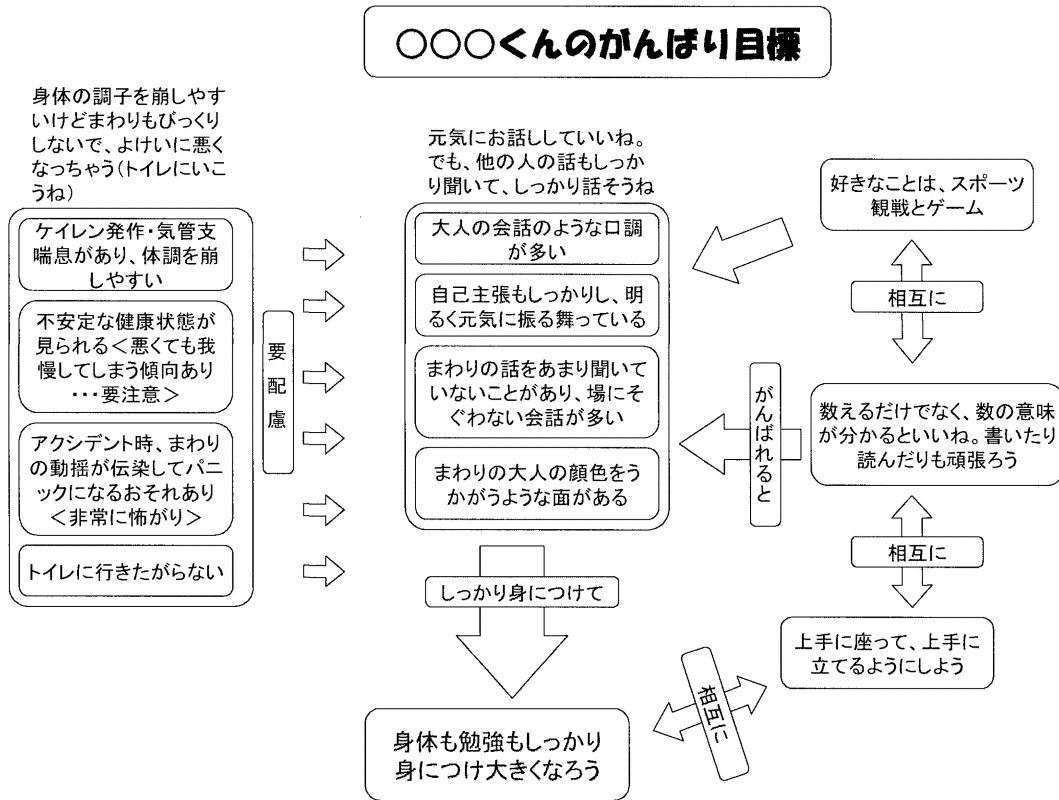 ○○○くんのがんばり目標
身体の調子を崩しやす
いけどまわりもびっくり
しないで、よけいに悪く
なっちゃう(トイレにいこ
うね)
ケイレン発作・気管支
喘息があり、体調を崩
しやすい
不安定な健康状態が
見られる<悪くても我
慢してしまう傾向あり
・・・要注意>
アクシデント時、まわり
の動揺が伝染してパニ
ックになるおそれあり
<非常に怖がり>
トイレに行きたがらない
要配慮
元気にお話ししていいね。
でも、他の人の話もしっか
り聞いて、しっかり話そうね
大人の会話のような口調
が多い
自己主張もしっかりし、明
るく元気に振る舞っている
まわりの話をあまり聞いて
いないことがあり、場にそ
ぐわない会話が多い
まわりの大人の顔色をう
かがうような面がある
しっかり身につけて
身体も勉強もしっかり
身につけ大きくなろう
がんばれると
好きなことは、スポーツ
観戦とゲーム
相互に
数えるだけでなく、数の意味
が分かるといいね。書いたり
読んだりも頑張ろう
相互に
上手に座って、上手に
立てるようにしよう
相互に